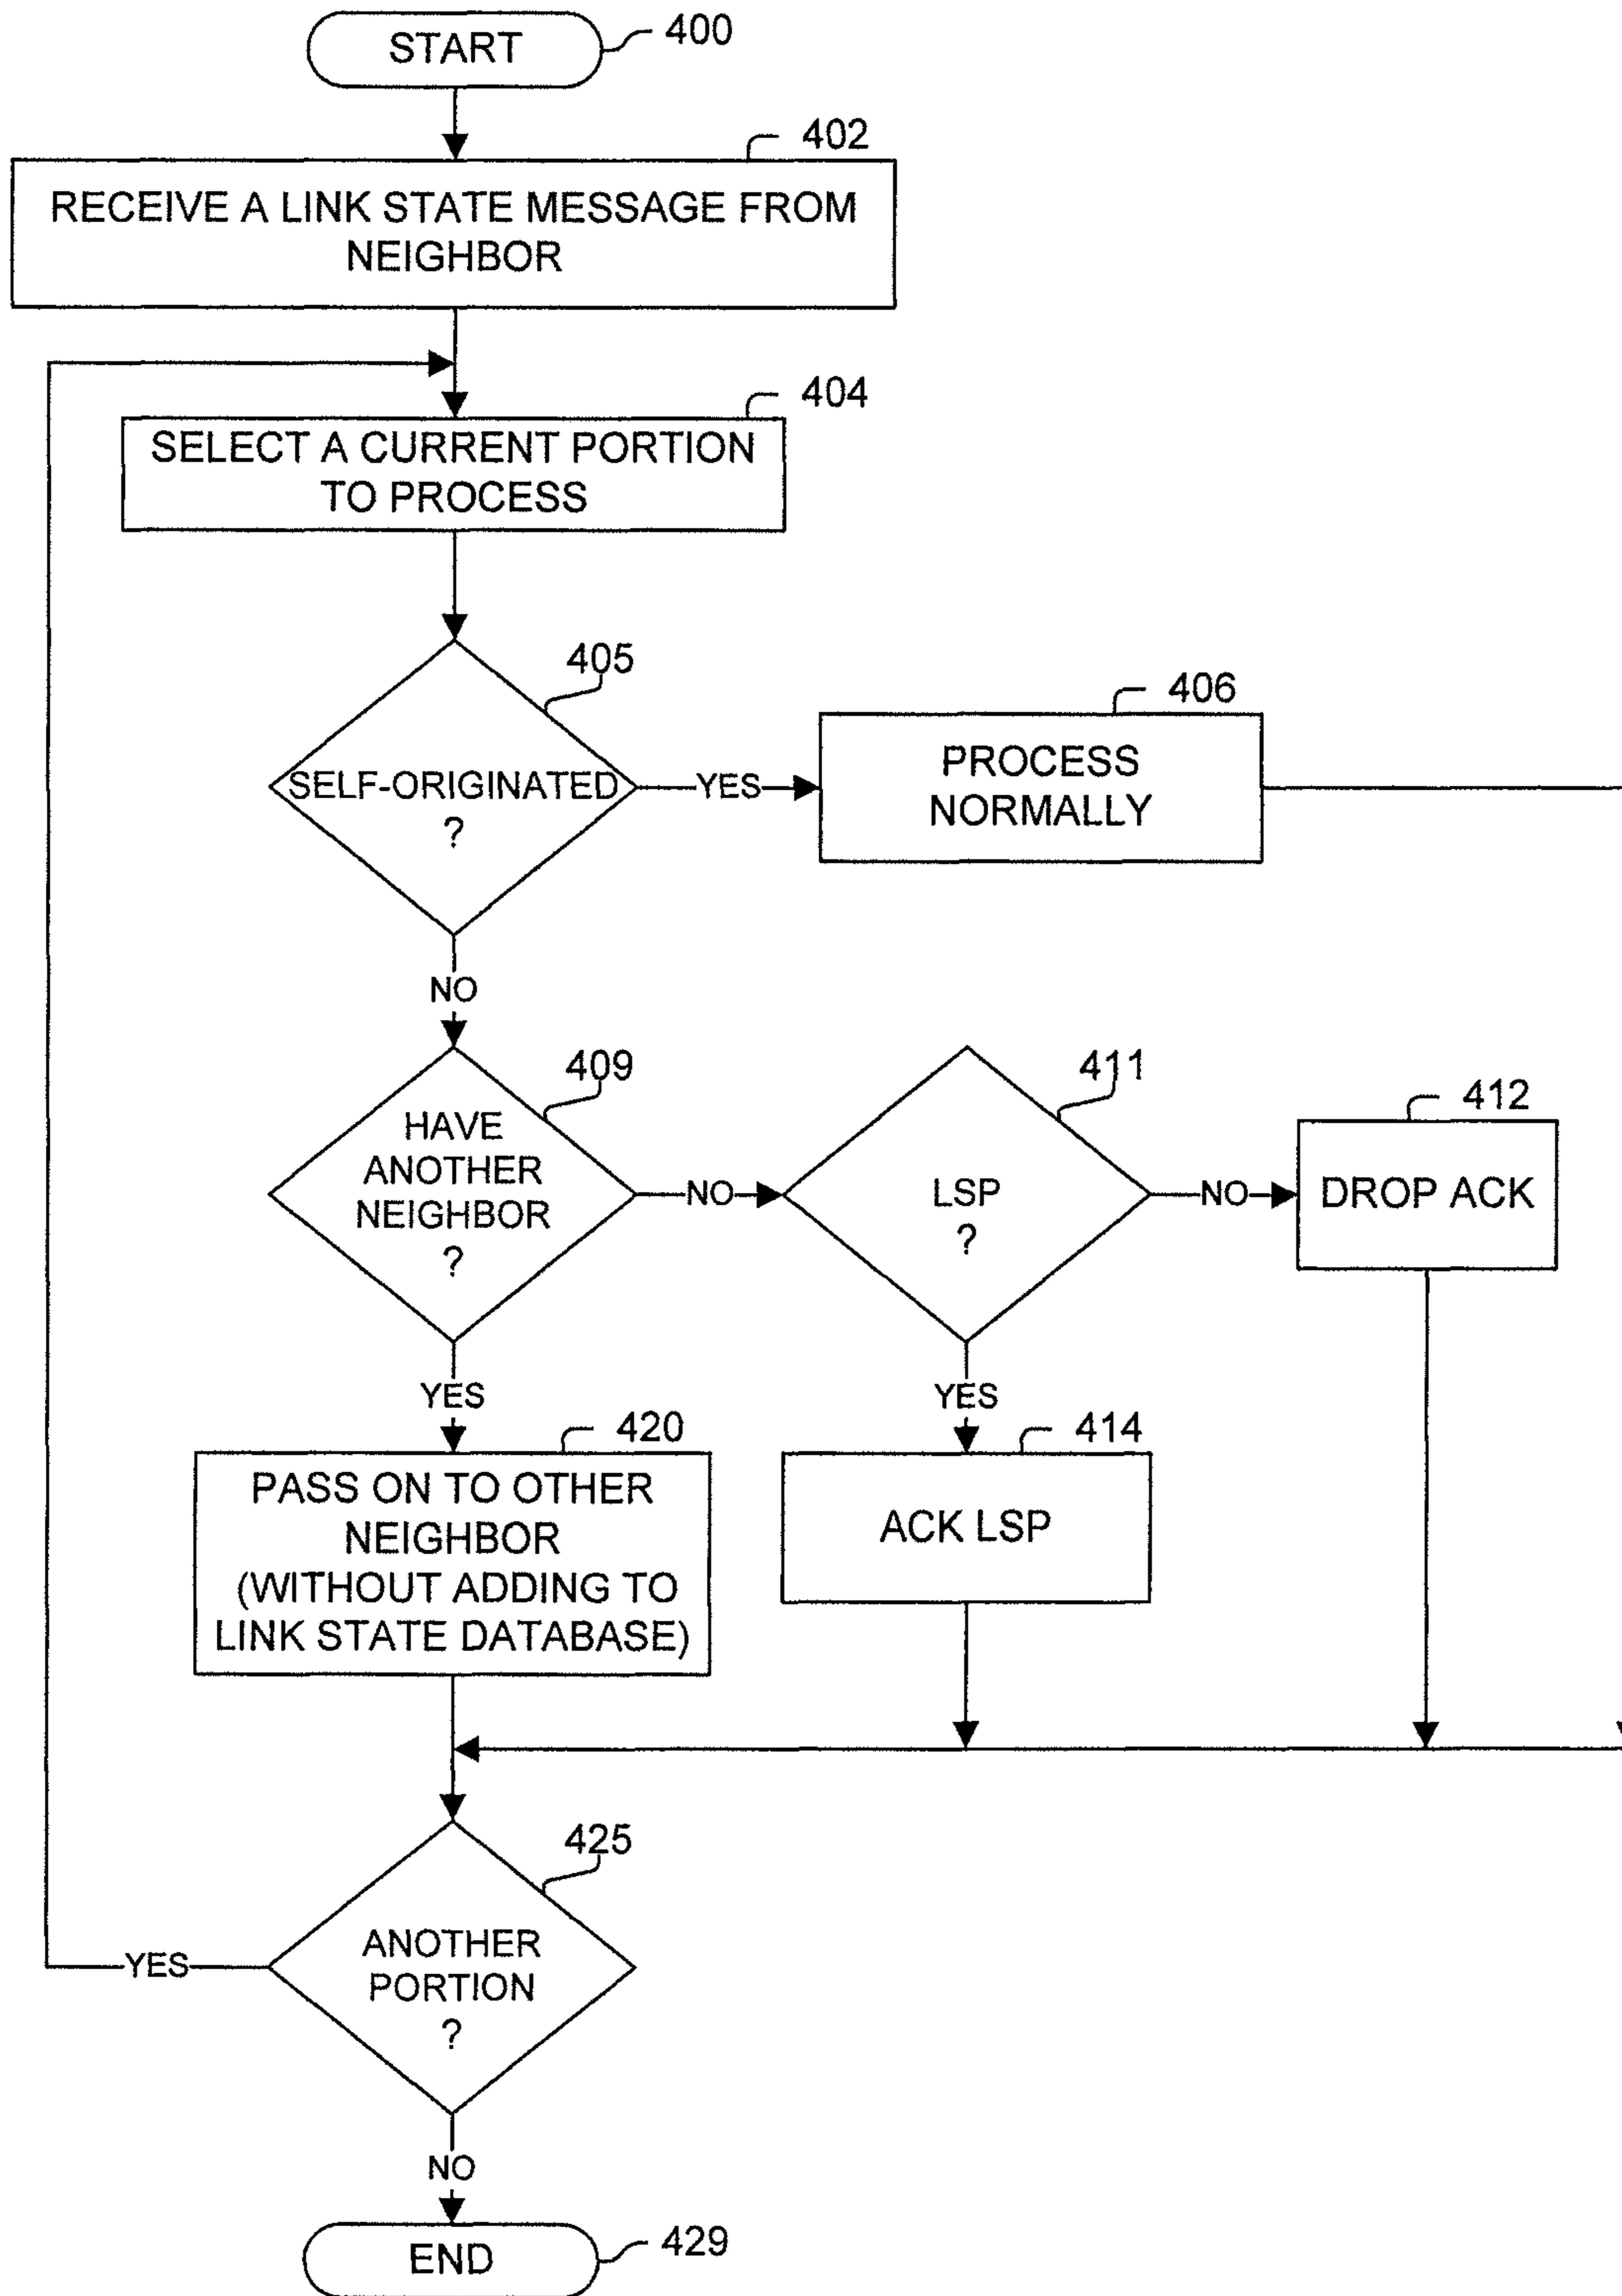 START
400
402
RECEIVE A LINK STATE MESSAGE FROM
NEIGHBOR
404
SELECT A CURRENT PORTION
TO PROCESS
405
SELF-ORIGINATED
?
YES
406
PROCESS
NORMALLY
NO
409
HAVE
ANOTHER
NEIGHBOR
?
NO
411
LSP
?
NO
412
DROP ACK
YES
420
PASS ON TO OTHER
NEIGHBOR
(WITHOUT ADDING TO
LINK STATE DATABASE)
YES
414
ACK LSP
425
ANOTHER
PORTION
?
YES
NO
END
429